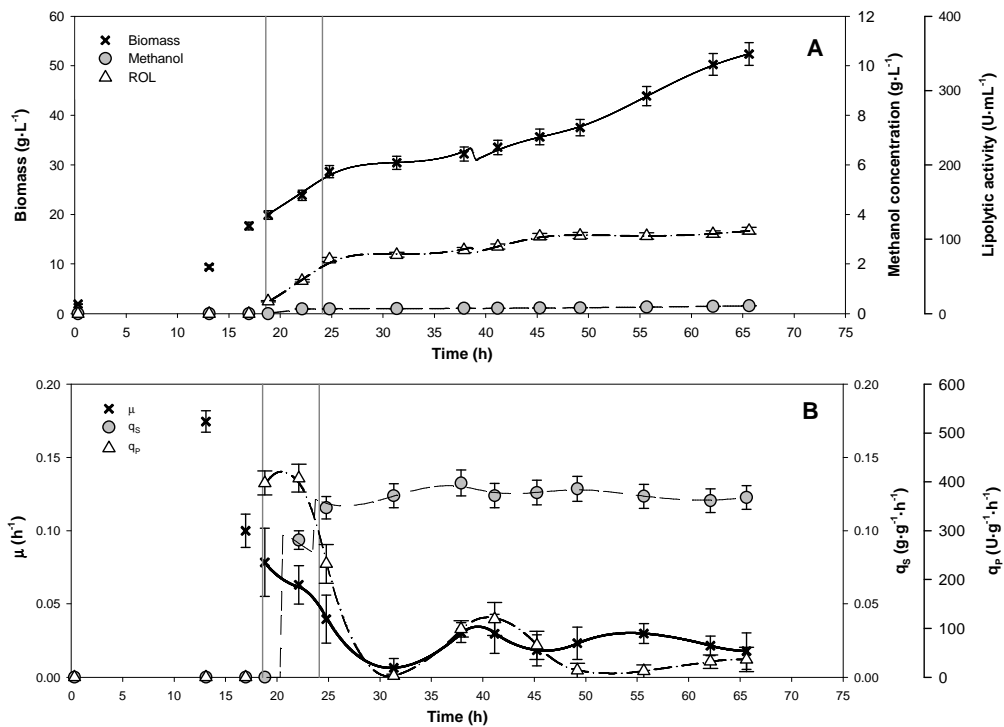 Biomass
Methanol
ROL
A
Biomass (g·L-1)
60
50
40
30
20
10
0
12
10
8
6
4
2
0
Methanol concentration (g·L-1)
400
300
200
100
0
Lipolytic activity (U·mL-1)
0 5 10 15 20 25 30 35 40 45 50 55 60 65 70 75
Time (h)
μ
qS
qP
B
μ (h-1)
0.20
0.15
0.10
0.05
0.00
0.20
0.15
0.10
0.05
0.00
qS (g·g-1·h-1)
600
500
400
300
200
100
0
qP (U·g-1·h-1)
0 5 10 15 20 25 30 35 40 45 50 55 60 65 70 75
Time (h)